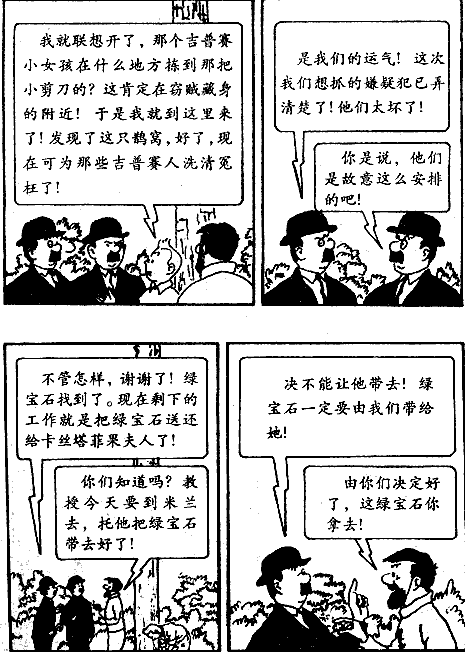 我就联想开了，那个吉普赛
小女孩在什么地方拣到那把
小剪刀的？这肯定在窃贼藏身
的附近！于是我就到这里来
了！发现了这只鹊窝，好了，现
在可为那些吉普赛人洗清冤
枉了！
是我们的运气！这次
我们想抓的嫌疑犯已弄
清楚了！他们太坏了！
你是说，他们
是故意这么安排
的吧！
不管怎样，谢谢了！绿
宝石找到了。现在剩下的
工作就是把绿宝石送还
给卡丝塔菲果夫人了！
你们知道吗？教
授今天要到米兰
去，托他把绿宝石
带去好了！
决不能让他带去！绿
宝石一定要由我们带给
她！
由你们决定好
了，这绿宝石你
拿去！